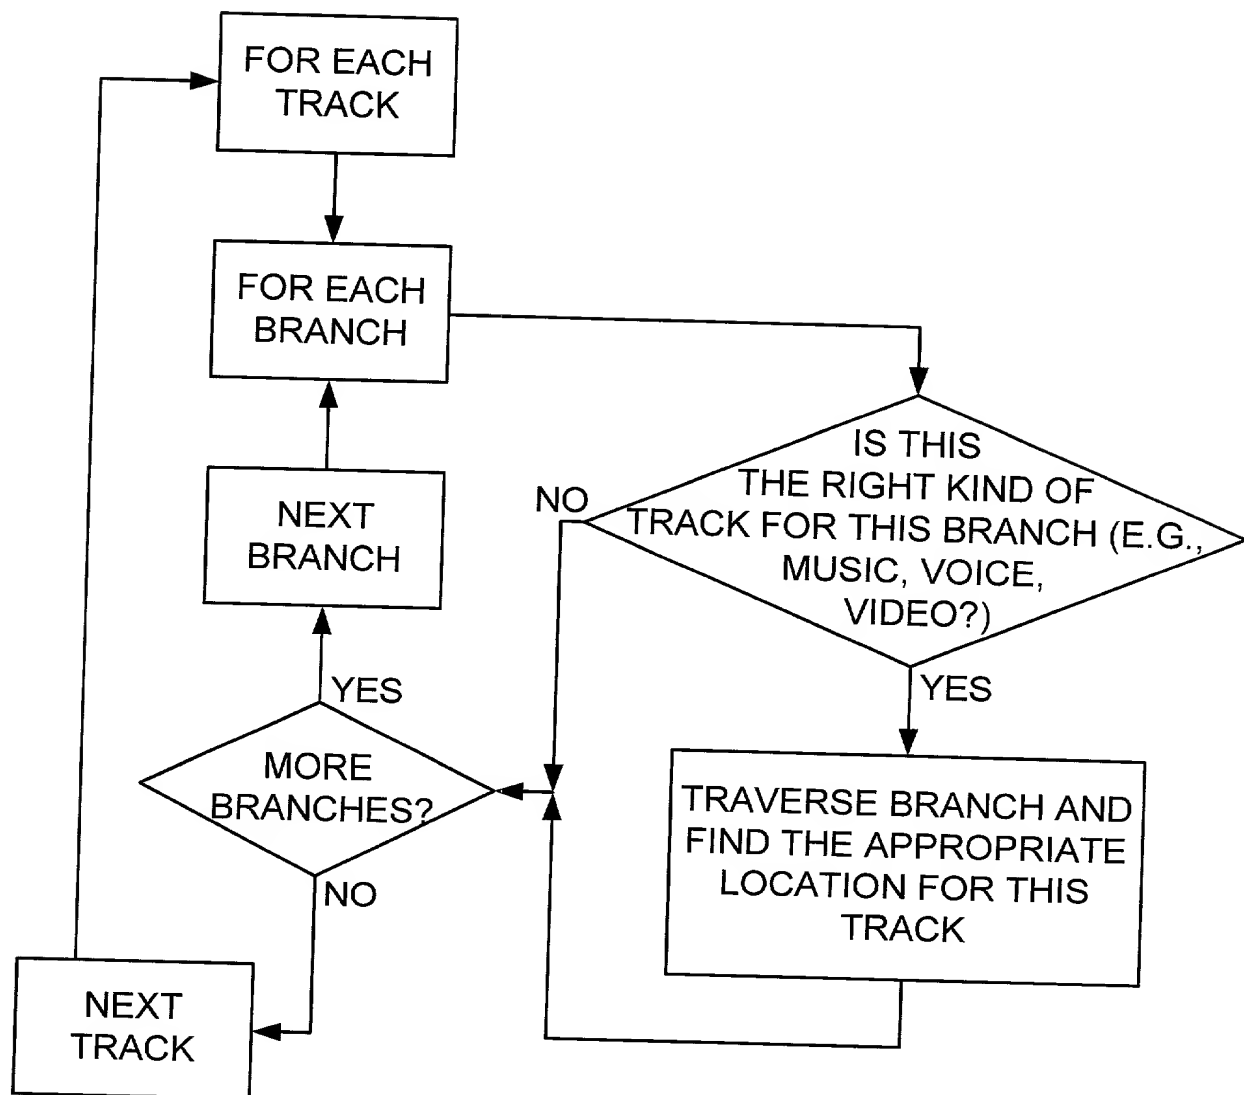 FOR EACH
TRACK
FOR EACH
BRANCH
IS THIS
THE RIGHT KIND OF
TRACK FOR THIS BRANCH (E.G.,
MUSIC, VOICE,
VIDEO?)
NO
NEXT
BRANCH
YES
YES
MORE
BRANCHES?
TRAVERSE BRANCH AND
FIND THE APPROPRIATE
LOCATION FOR THIS
TRACK
NO
NEXT
TRACK